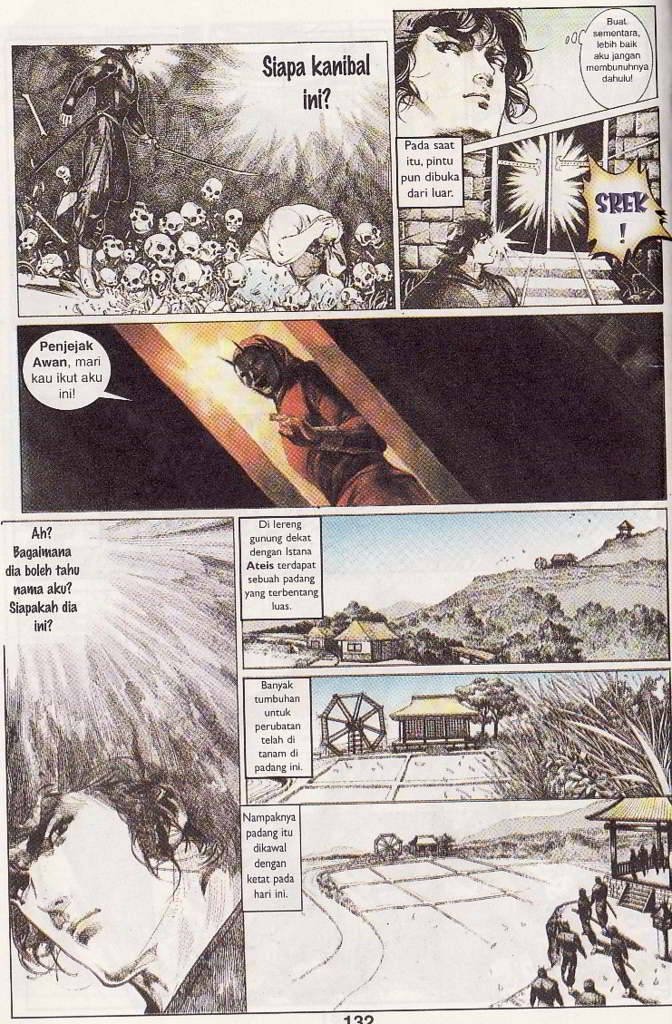 Siapa kanibal
ini?
Buat
sementara,
lebih baik
aku jangan
membunuhnya
dahulu!
Pada saat
itu, pintu
pun dibuka
dari luar.
SREK
!
Penjejak
Awan, mari
kau ikut aku
ini!
Ah?
Bagaimana
dia boleh tahu
nama aku?
Siapakah dia
ini?
Di lereng
gunung dekat
dengan Istana
Ateis terdapat
sebuah padang
yang terbentang
luas.
Banyak
tumbuhan
untuk
perubatan
telah di
tanam di
padang ini.
Nampaknya
padang itu
dikawal
dengan
ketat pada
hari ini.
132